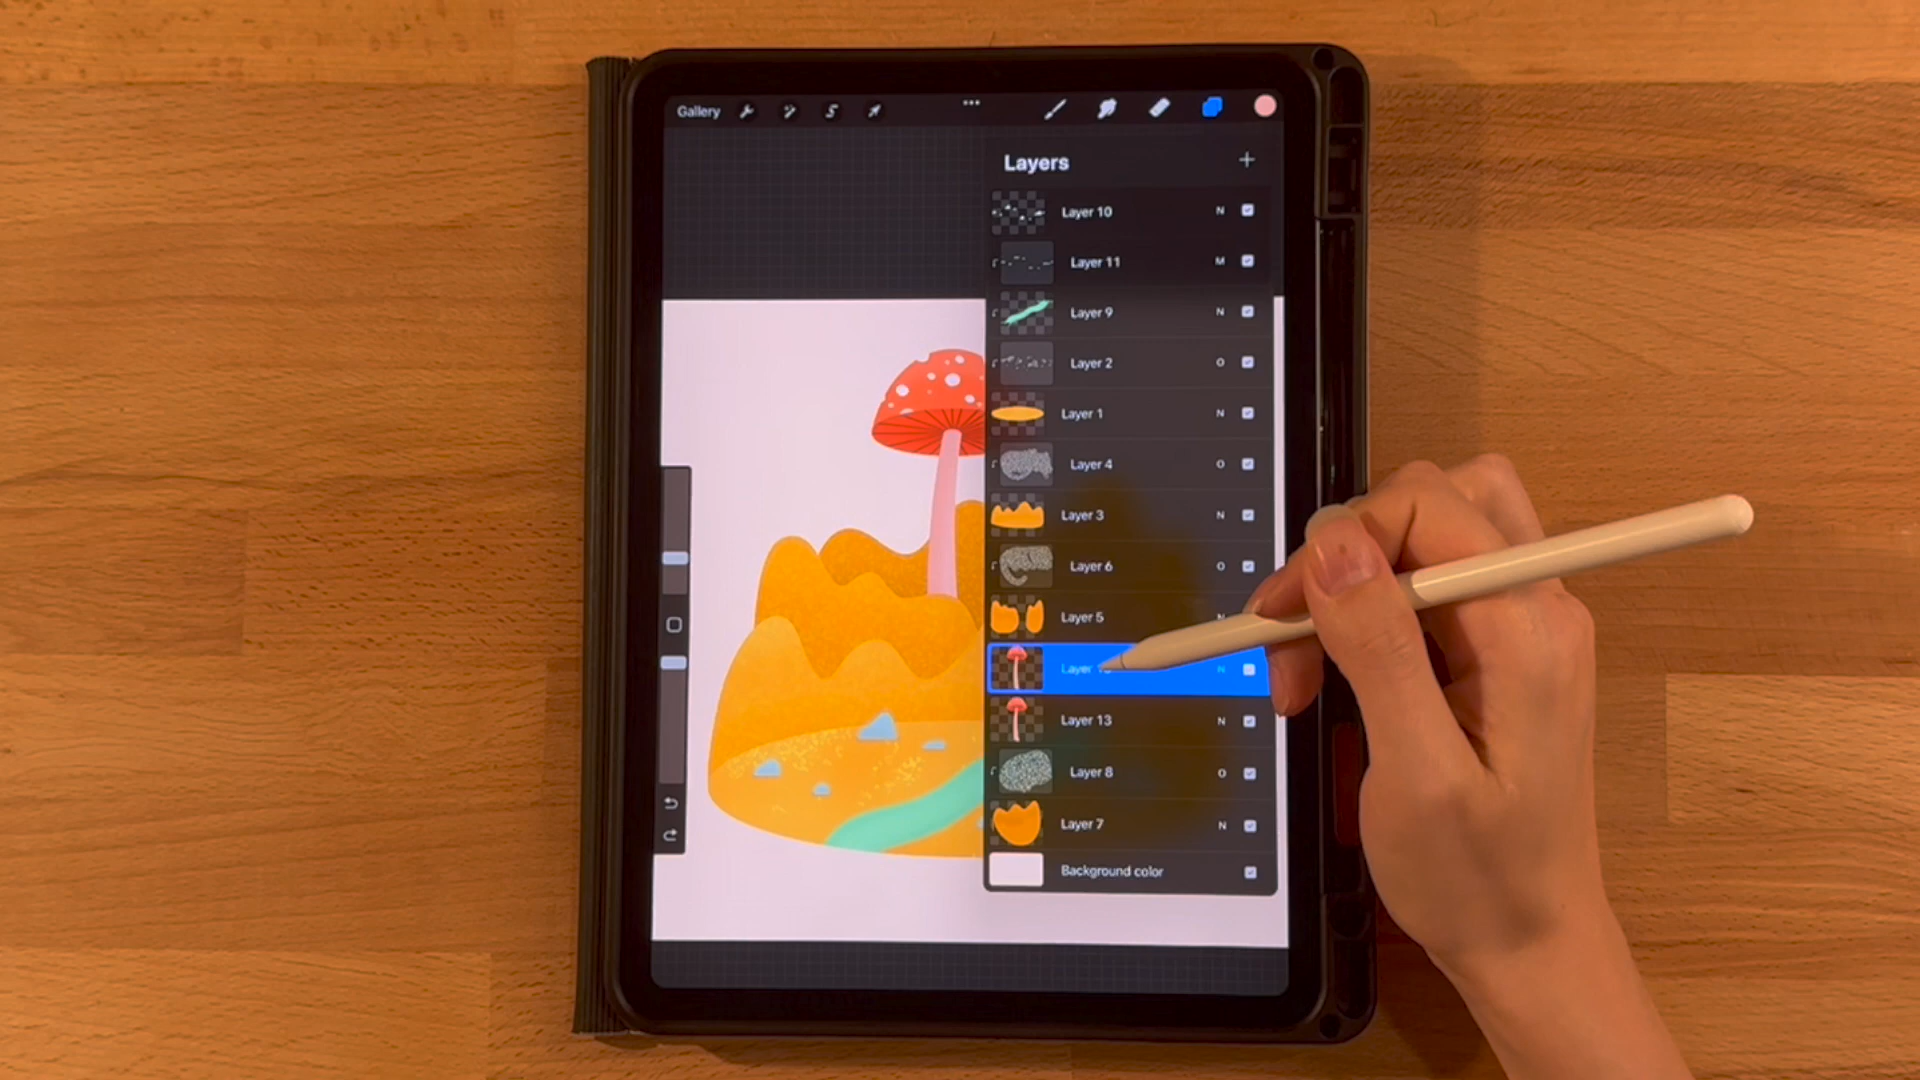 Gallery
Layers
Layer 10 N
Layer 11 M
Layer 9 N
Layer 2 O
Layer 1 N
Layer 4 O
Layer 3 N
Layer 6 O
Layer 5 N
Layer N
Layer 13 N
Layer 8 O
Layer 7 N
Background color